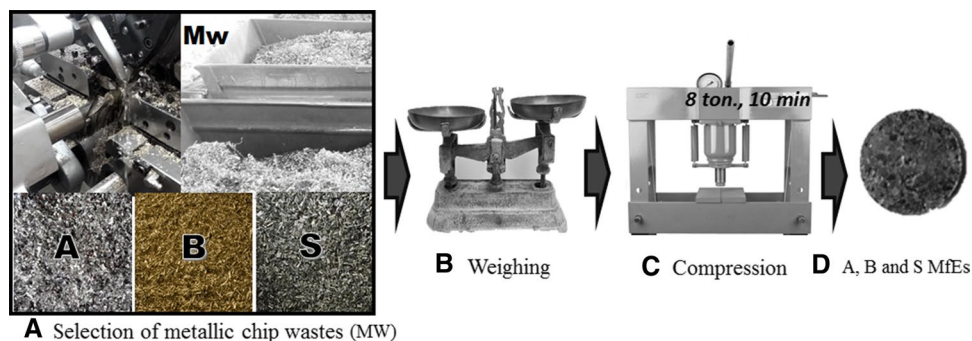 Mw
8 ton., 10 min
A
B
S
B Weighing
C Compression
D A, B and S MfEs
A Selection of metallic chip wastes (MW)